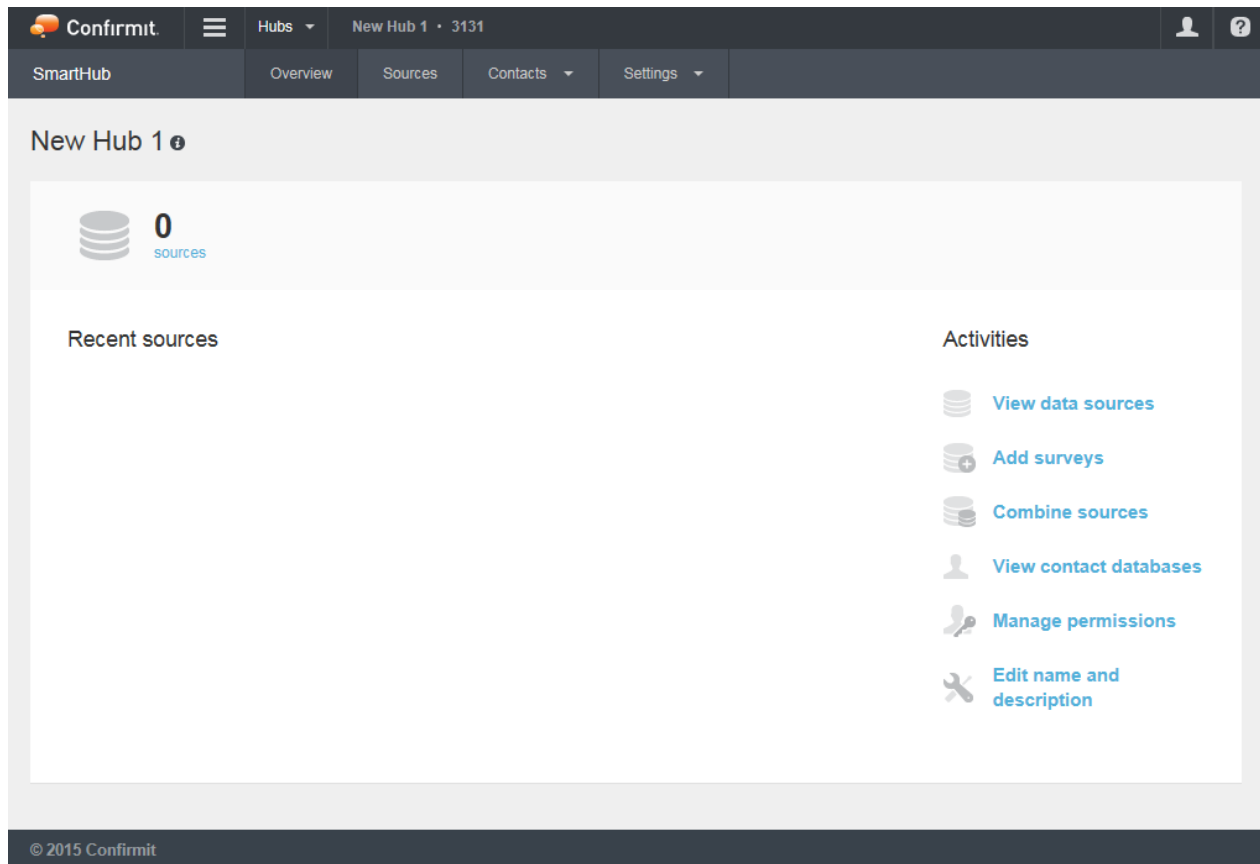 Confirmit.
Hubs
New Hub 1 • 3131
?
SmartHub
Overview
Sources
Contacts
Settings
New Hub 1
0
sources
Recent sources
Activities
View data sources
Add surveys
Combine sources
View contact databases
Manage permissions
Edit name and
description
© 2015 Confirmit